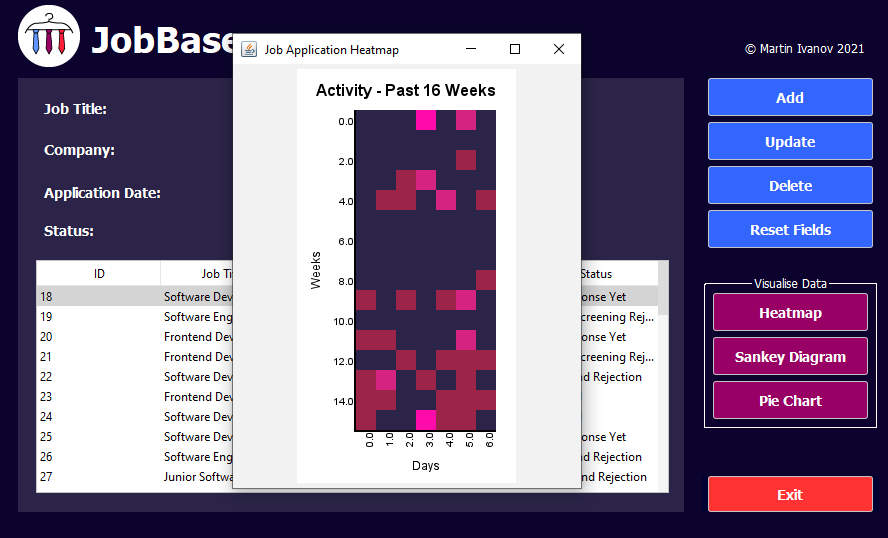 JobBase
© Martin Ivanov 2021
Job Application Heatmap
Activity - Past 16 Weeks
0.0
2.0
4.0
6.0
8.0
10.0
12.0
14.0
Weeks
0.0 1.0 2.0 3.0 4.0 5.0 6.0
Days
Job Title:
Company:
Application Date:
Status:
ID Job Ti Status
18 Software Dev onse Yet
19 Software Eng creening Rej...
20 Frontend Dev onse Yet
21 Frontend Dev creening Rej...
22 Software Dev nd Rejection
23 Frontend Dev
24 Software Dev
25 Software Dev onse Yet
26 Software Eng nd Rejection
27 Junior Softwa nd Rejection
Add
Update
Delete
Reset Fields
Visualise Data
Heatmap
Sankey Diagram
Pie Chart
Exit